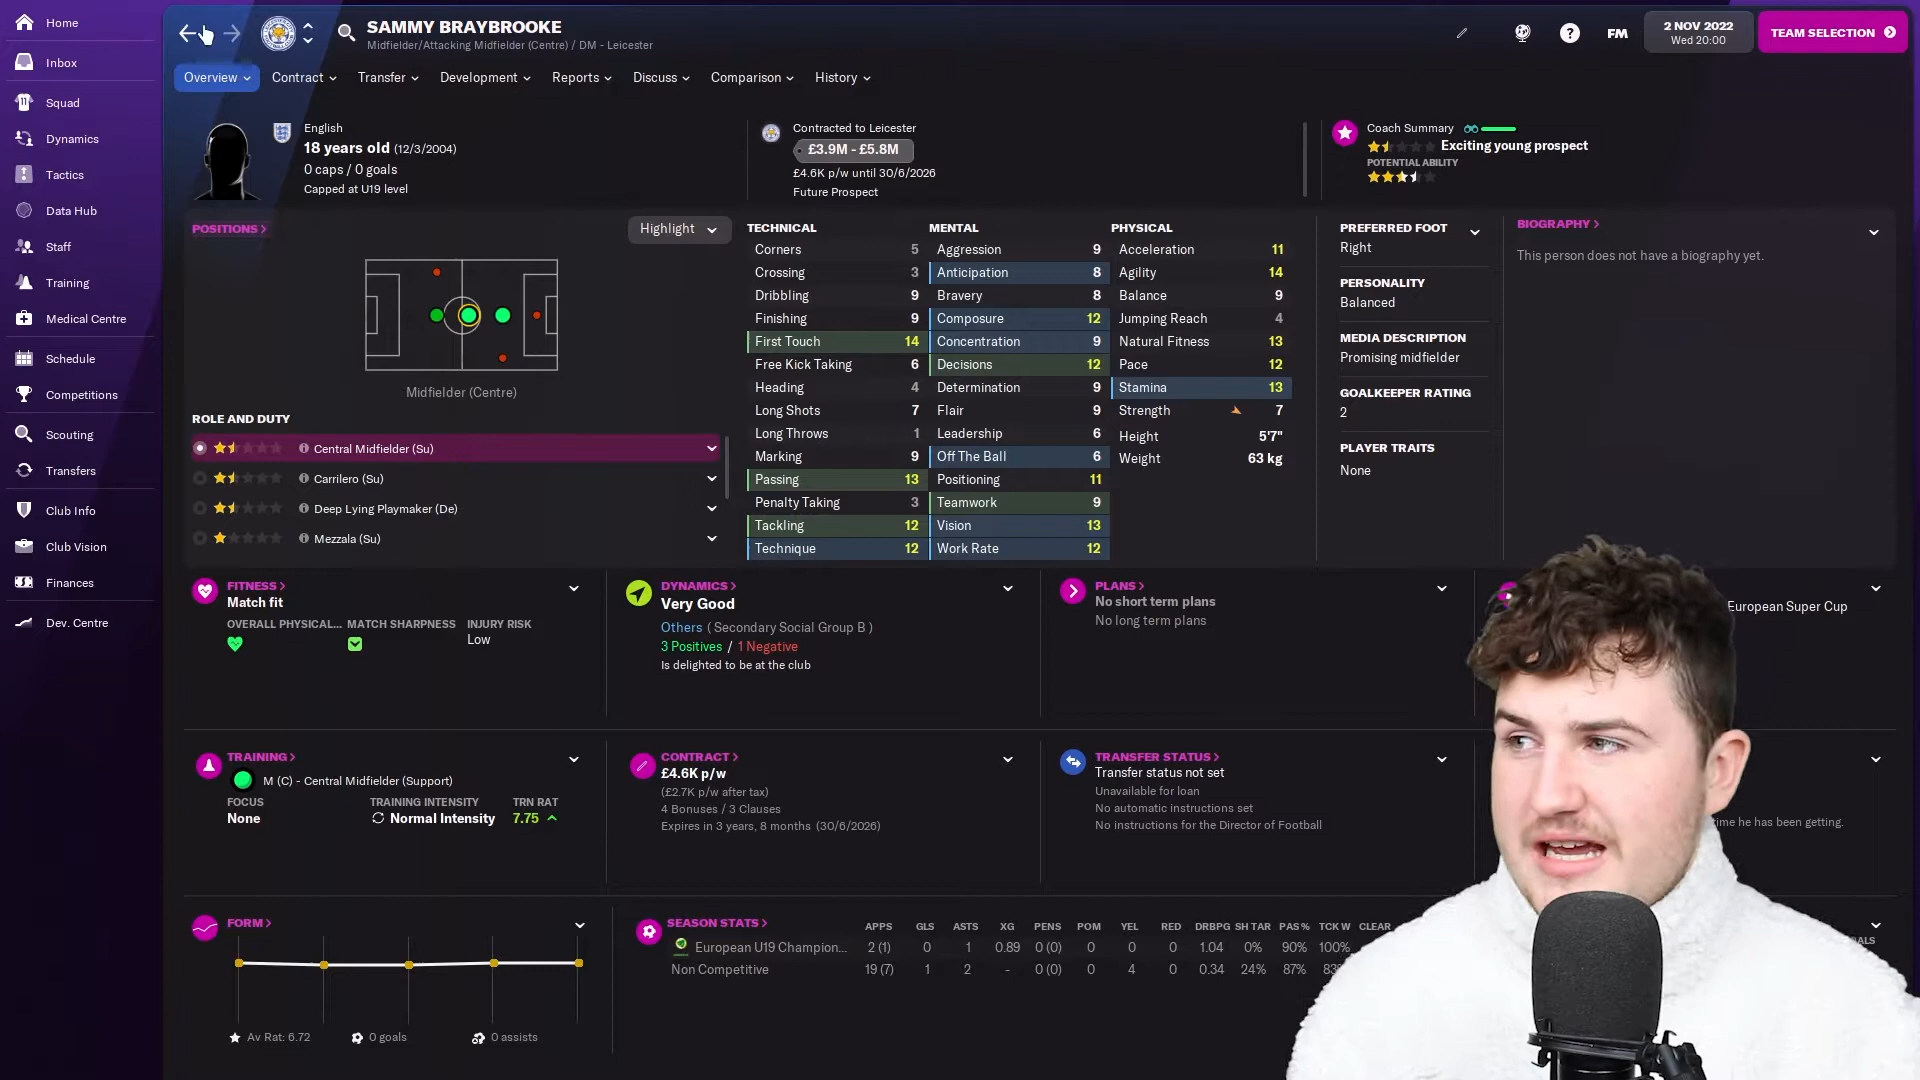 Home
Inbox
Squad
Dynamics
Tactics
Data Hub
Staff
Training
Medical Centre
Schedule
Competitions
Scouting
Transfers
Club Info
Club Vision
Finances
Dev. Centre
SAMMY BRAYBROOKE
Midfielder/Attacking Midfielder (Centre) / DM - Leicester
?
FM
2 NOV 2022
Wed 20:00
TEAM SELECTION
Overview
Contract
Transfer
Development
Reports
Discuss
Comparison
History
English
18 years old (12/3/2004)
0 caps / 0 goals
Capped at U19 level
Contracted to Leicester
£3.9M - £5.8M
£4.6K p/w until 30/6/2026
Future Prospect
Coach Summary
Exciting young prospect
POTENTIAL ABILITY
POSITIONS >
Highlight
Midfielder (Centre)
ROLE AND DUTY
Central Midfielder (Su)
Carrilero (Su)
Deep Lying Playmaker (De)
Mezzala (Su)
TECHNICAL
Corners 5
Crossing 3
Dribbling 9
Finishing 9
First Touch 14
Free Kick Taking 6
Heading 4
Long Shots 7
Long Throws 1
Marking 9
Passing 13
Penalty Taking 3
Tackling 12
Technique 12
MENTAL
Aggression 9
Anticipation 8
Bravery 8
Composure 12
Concentration 9
Decisions 12
Determination 9
Flair 9
Leadership 6
Off The Ball 6
Positioning 11
Teamwork 9
Vision 13
Work Rate 12
PHYSICAL
Acceleration 11
Agility 14
Balance 9
Jumping Reach 4
Natural Fitness 13
Pace 12
Stamina 13
Strength 7
Height 5'7"
Weight 63 kg
PREFERRED FOOT
Right
PERSONALITY
Balanced
MEDIA DESCRIPTION
Promising midfielder
GOALKEEPER RATING
2
PLAYER TRAITS
None
BIOGRAPHY >
This person does not have a biography yet.
FITNESS >
Match fit
OVERALL PHYSICAL... MATCH SHARPNESS INJURY RISK
Low
DYNAMICS >
Very Good
Others ( Secondary Social Group B )
3 Positives / 1 Negative
Is delighted to be at the club
PLANS >
No short term plans
No long term plans
European Super Cup
TRAINING >
M (C) - Central Midfielder (Support)
FOCUS TRAINING INTENSITY TRN RAT
None Normal Intensity 7.75
CONTRACT >
£4.6K p/w
(£2.7K p/w after tax)
4 Bonuses / 3 Clauses
Expires in 3 years, 8 months (30/6/2026)
TRANSFER STATUS >
Transfer status not set
Unavailable for loan
No automatic instructions set
No instructions for the Director of Football
time he has been getting.
FORM >
Av Rat: 6.72 0 goals 0 assists
SEASON STATS > APPS GLS ASTS XG PENS POM YEL RED DRBPG SH TAR PAS % TCK W CLEAR
European U19 Champion... 2 (1) 0 1 0.89 0 (0) 0 0 0 1.04 0% 90% 100%
Non Competitive 19 (7) 1 2 - 0 (0) 0 4 0 0.34 24% 87%